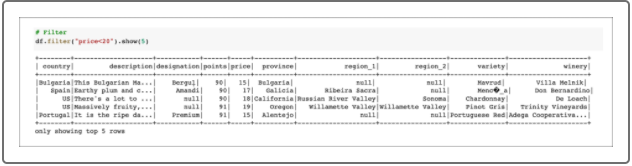 # Filter
df.filter("price<20").show(5)
+--------+--------------------+-----------+------+-----+----------+--------------------+-----------------+--------------+--------------------+
| country| description|designation|points|price| province| region_1| region_2| variety| winery|
+--------+--------------------+-----------+------+-----+----------+--------------------+-----------------+--------------+--------------------+
|Bulgaria|This Bulgarian Ma...| Bergulé| 90| 15| Bulgaria| null| null| Mavrud| Villa Melnik|
| Spain|Earthy plum and c...| Amandi| 90| 17| Galicia| Ribeira Sacra| null| Menc�_a| Don Bernardino|
| US|There's a lot to ...| null| 90| 18|California|Russian River Valley| Sonoma| Chardonnay| De Loach|
| US|Massively fruity,...| null| 91| 19| Oregon| Willamette Valley|Willamette Valley| Pinot Gris| Trinity Vineyards|
|Portugal|It is the ripe da...| Premium| 91| 15| Alentejo| null| null|Portuguese Red|Adega Cooperativa...|
+--------+--------------------+-----------+------+-----+----------+--------------------+-----------------+--------------+--------------------+
only showing top 5 rows